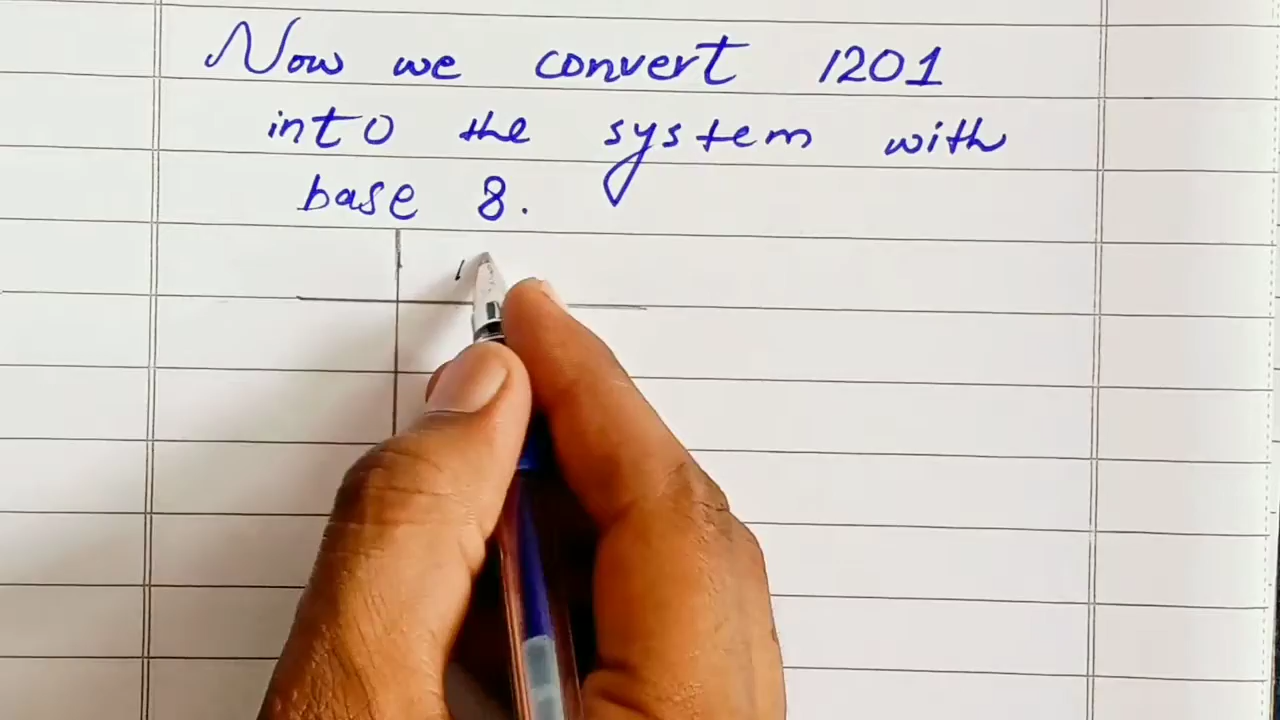 Now we convert 1201
into the system with
base 8.